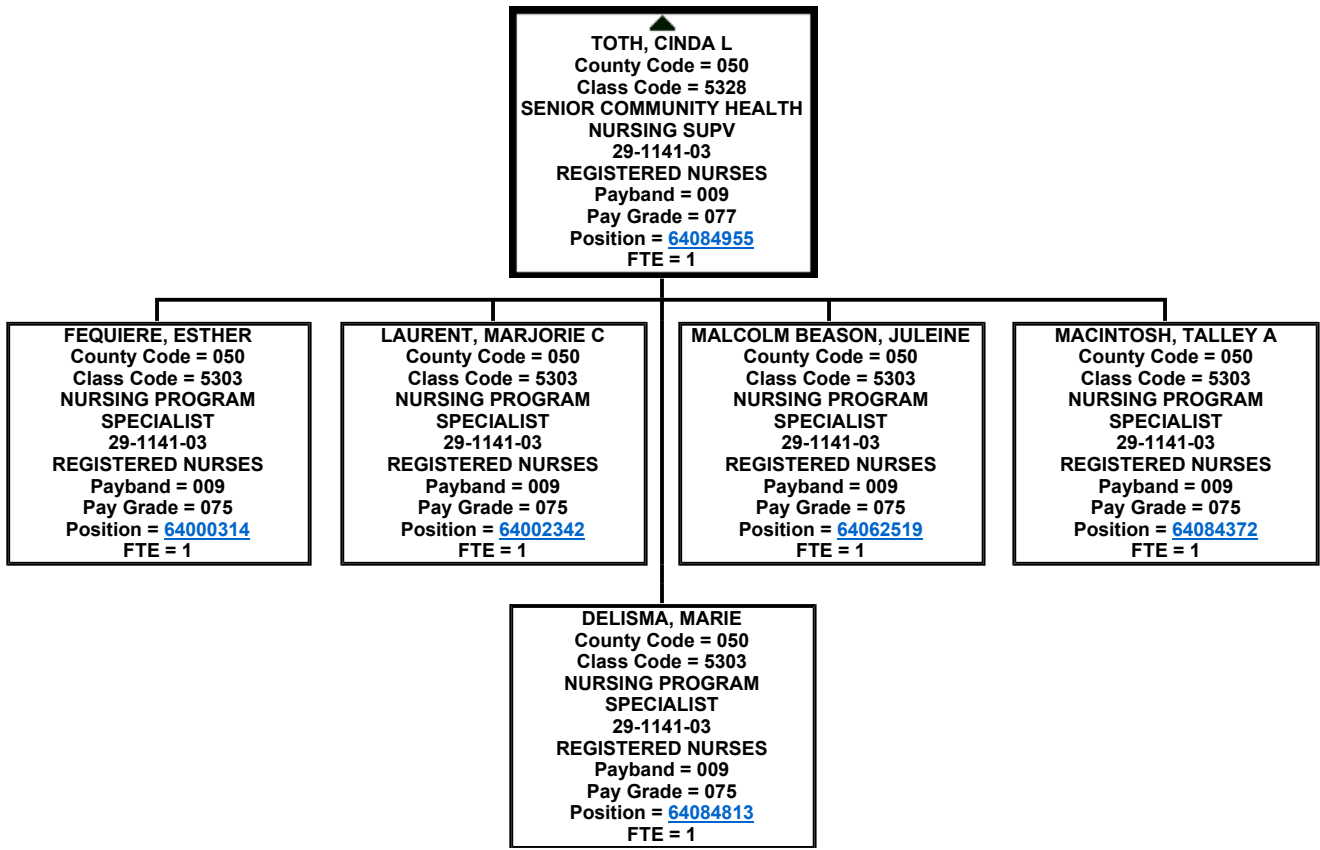 TOTH, CINDA L
County Code = 050
Class Code = 5328
SENIOR COMMUNITY HEALTH
NURSING SUPV
29-1141-03
REGISTERED NURSES
Payband = 009
Pay Grade = 077
Position = 64084955
FTE = 1
FEQUIERE, ESTHER
County Code = 050
Class Code = 5303
NURSING PROGRAM
SPECIALIST
29-1141-03
REGISTERED NURSES
Payband = 009
Pay Grade = 075
Position = 64000314
FTE = 1
LAURENT, MARJORIE C
County Code = 050
Class Code = 5303
NURSING PROGRAM
SPECIALIST
29-1141-03
REGISTERED NURSES
Payband = 009
Pay Grade = 075
Position = 64002342
FTE = 1
MALCOLM BEASON, JULEINE
County Code = 050
Class Code = 5303
NURSING PROGRAM
SPECIALIST
29-1141-03
REGISTERED NURSES
Payband = 009
Pay Grade = 075
Position = 64062519
FTE = 1
MACINTOSH, TALLEY A
County Code = 050
Class Code = 5303
NURSING PROGRAM
SPECIALIST
29-1141-03
REGISTERED NURSES
Payband = 009
Pay Grade = 075
Position = 64084372
FTE = 1
DELISMA, MARIE
County Code = 050
Class Code = 5303
NURSING PROGRAM
SPECIALIST
29-1141-03
REGISTERED NURSES
Payband = 009
Pay Grade = 075
Position = 64084813
FTE = 1